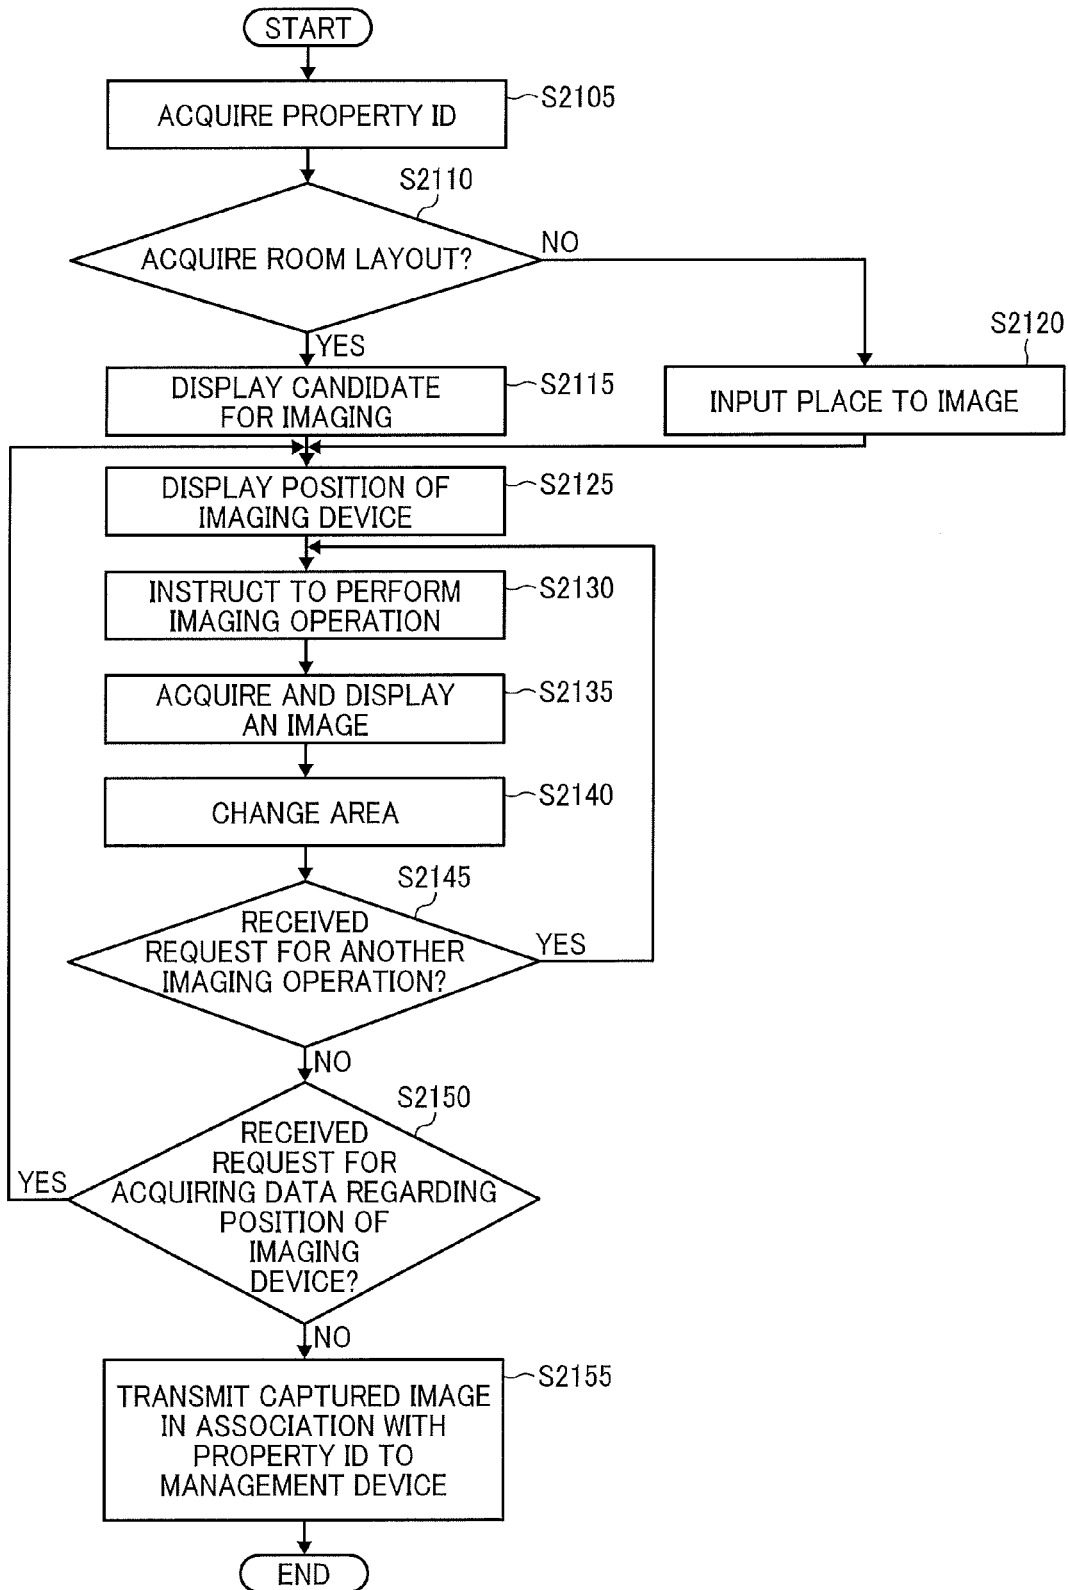 START
ACQUIRE PROPERTY ID
S2105
S2110
ACQUIRE ROOM LAYOUT?
NO
YES
S2120
DISPLAY CANDIDATE
FOR IMAGING
S2115
INPUT PLACE TO IMAGE
DISPLAY POSITION OF
IMAGING DEVICE
S2125
INSTRUCT TO PERFORM
IMAGING OPERATION
S2130
ACQUIRE AND DISPLAY
AN IMAGE
S2135
CHANGE AREA
S2140
S2145
RECEIVED
REQUEST FOR ANOTHER
IMAGING OPERATION?
YES
NO
S2150
RECEIVED
REQUEST FOR
ACQUIRING DATA REGARDING
POSITION OF
IMAGING
DEVICE?
YES
NO
TRANSMIT CAPTURED IMAGE
IN ASSOCIATION WITH
PROPERTY ID TO
MANAGEMENT DEVICE
S2155
END